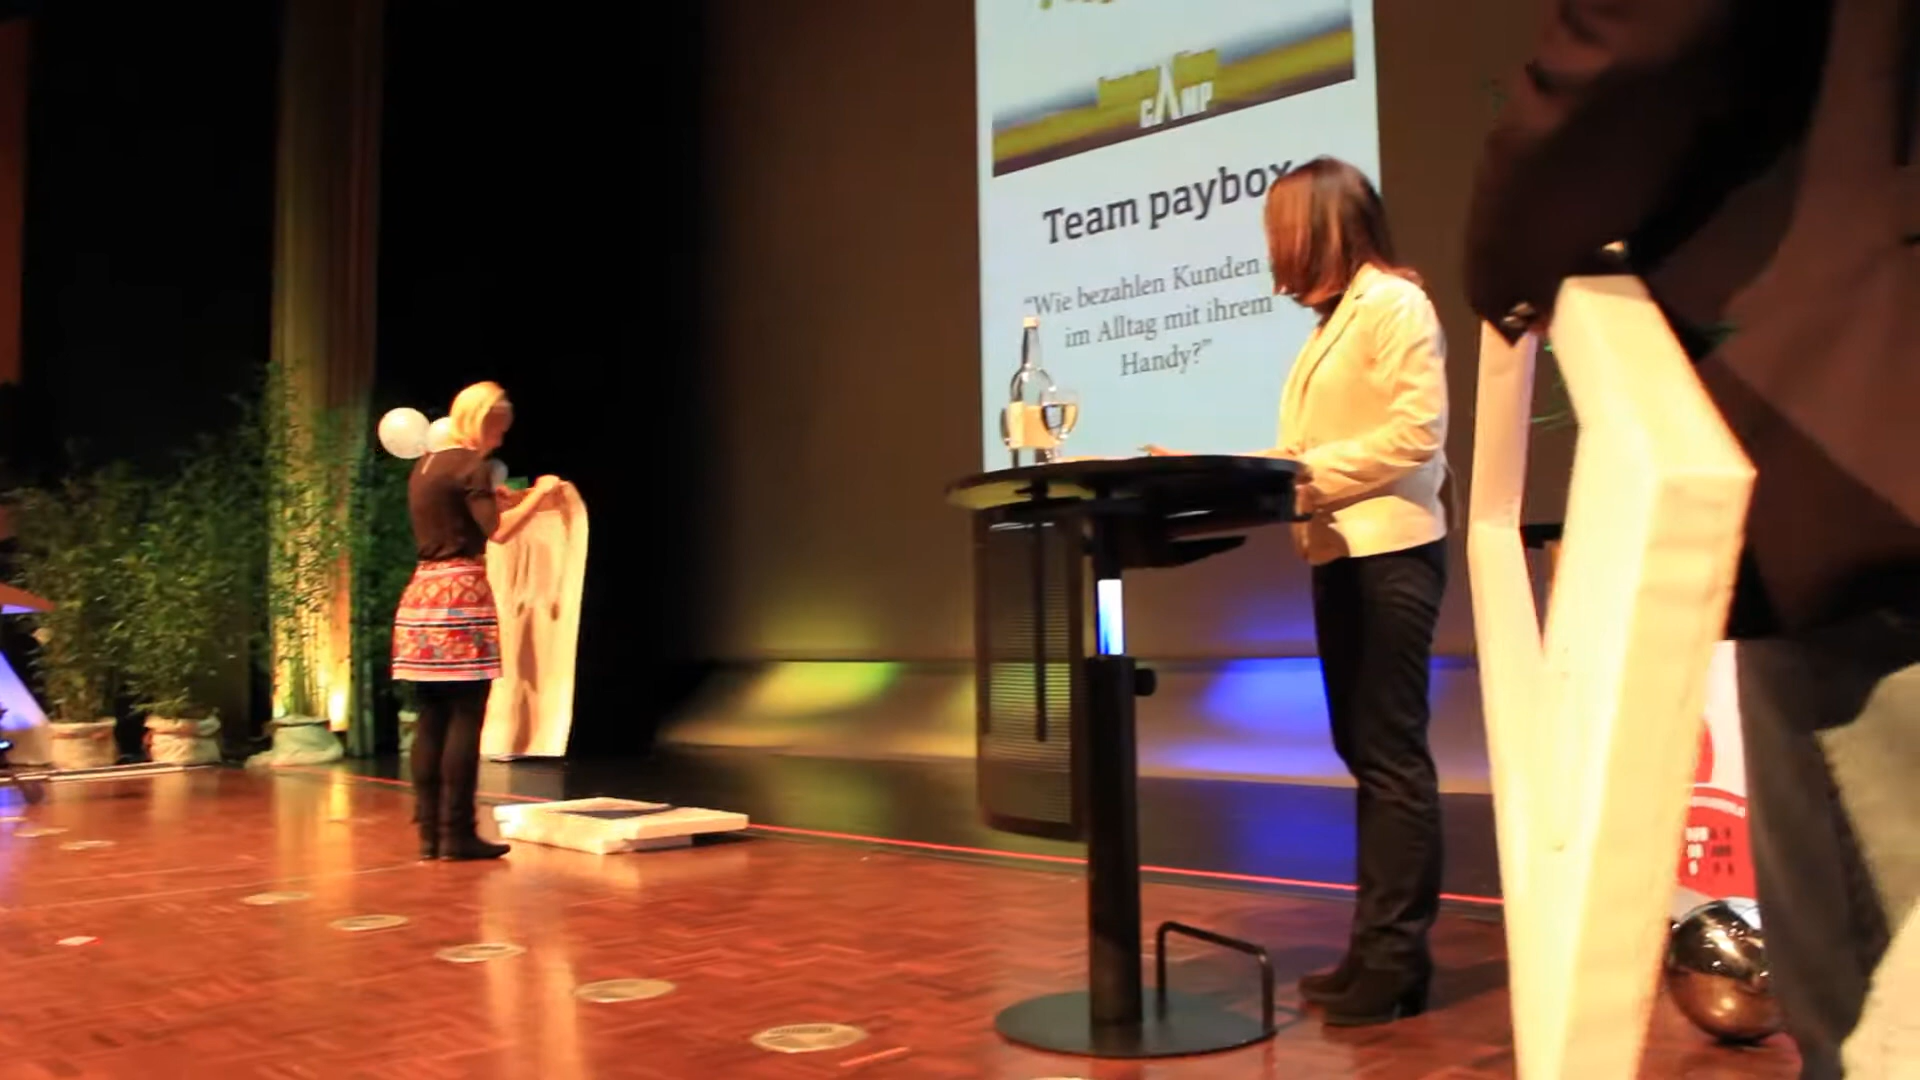 CAMP
Team paybox
“Wie bezahlen Kunden
im Alltag mit ihrem
Handy?”